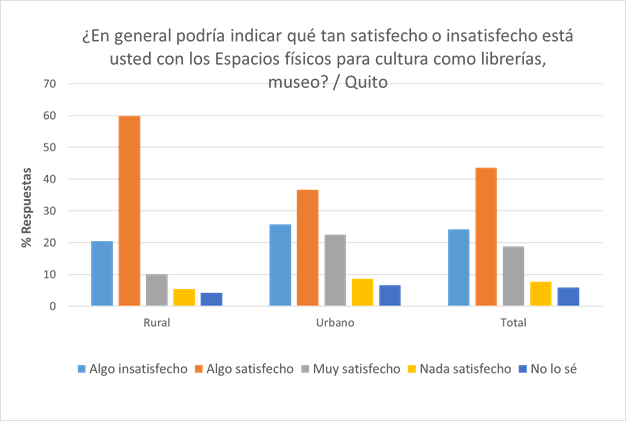 ¿En general podría indicar qué tan satisfecho o insatisfecho está
usted con los Espacios físicos para cultura como librerías,
museo? / Quito
70
60
50
40
30
20
10
0
% Respuestas
Rural Urbano Total
Algo insatisfecho Algo satisfecho Muy satisfecho Nada satisfecho No lo sé